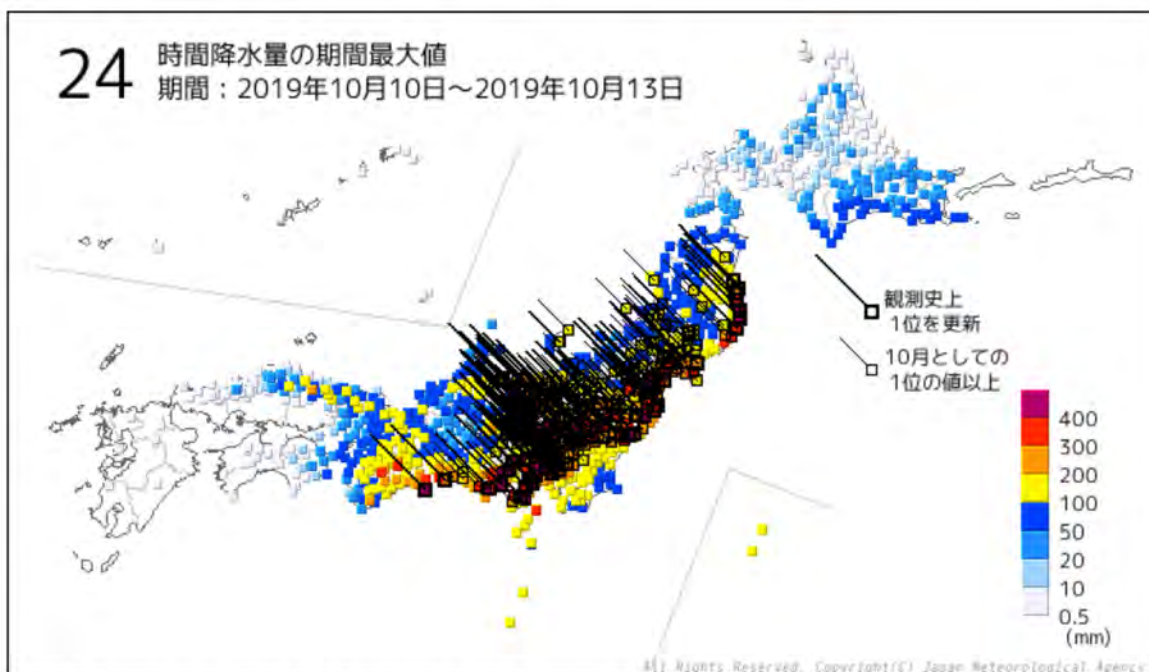 24
時間降水量の期間最大値
期間：2019年10月10日～2019年10月13日
観測史上
1位を更新
10月としての
1位の値以上
400
300
200
100
50
20
10
0.5
(mm)
All Rights Reserved. Copyright(C) Japan Meteorological Agency